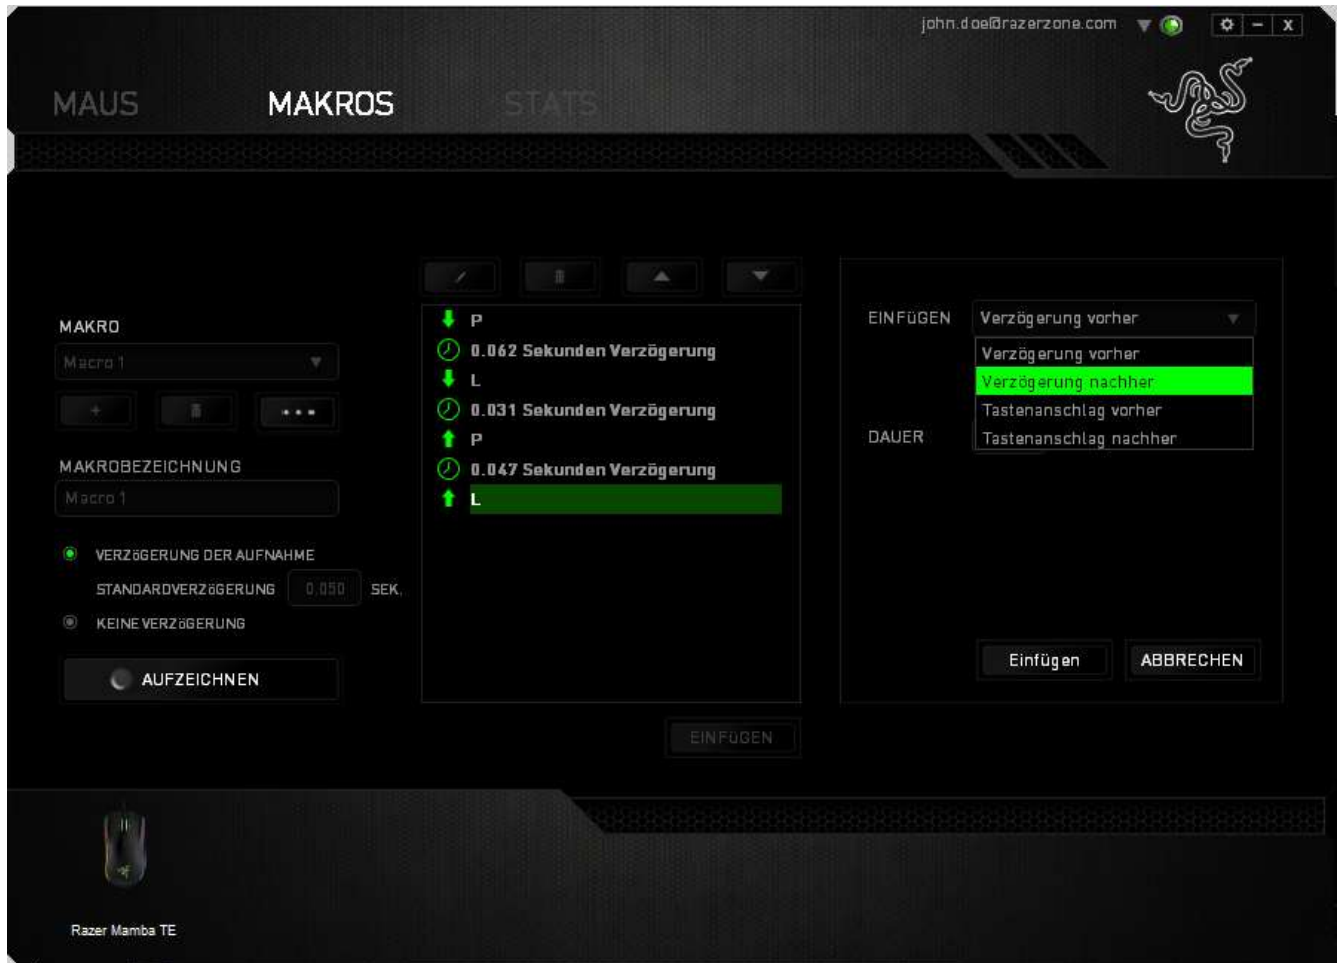 john.doe@razerzone.com
X
MAUS
MAKROS
STATS
MAKRO
Macro 1
MAKROBEZEICHNUNG
Macro 1
VERZöGERUNG DER AUFNAHME
STANDARDVERZöGERUNG 0.050 SEK.
KEINE VERZöGERUNG
AUFZEICHNEN
P
0.062 Sekunden Verzögerung
L
0.031 Sekunden Verzögerung
P
0.047 Sekunden Verzögerung
L
EINFüGEN
EINFüGEN Verzögerung vorher
Verzögerung vorher
Verzögerung nachher
Tastenanschlag vorher
Tastenanschlag nachher
DAUER
Einfügen
ABBRECHEN
Razer Mamba TE